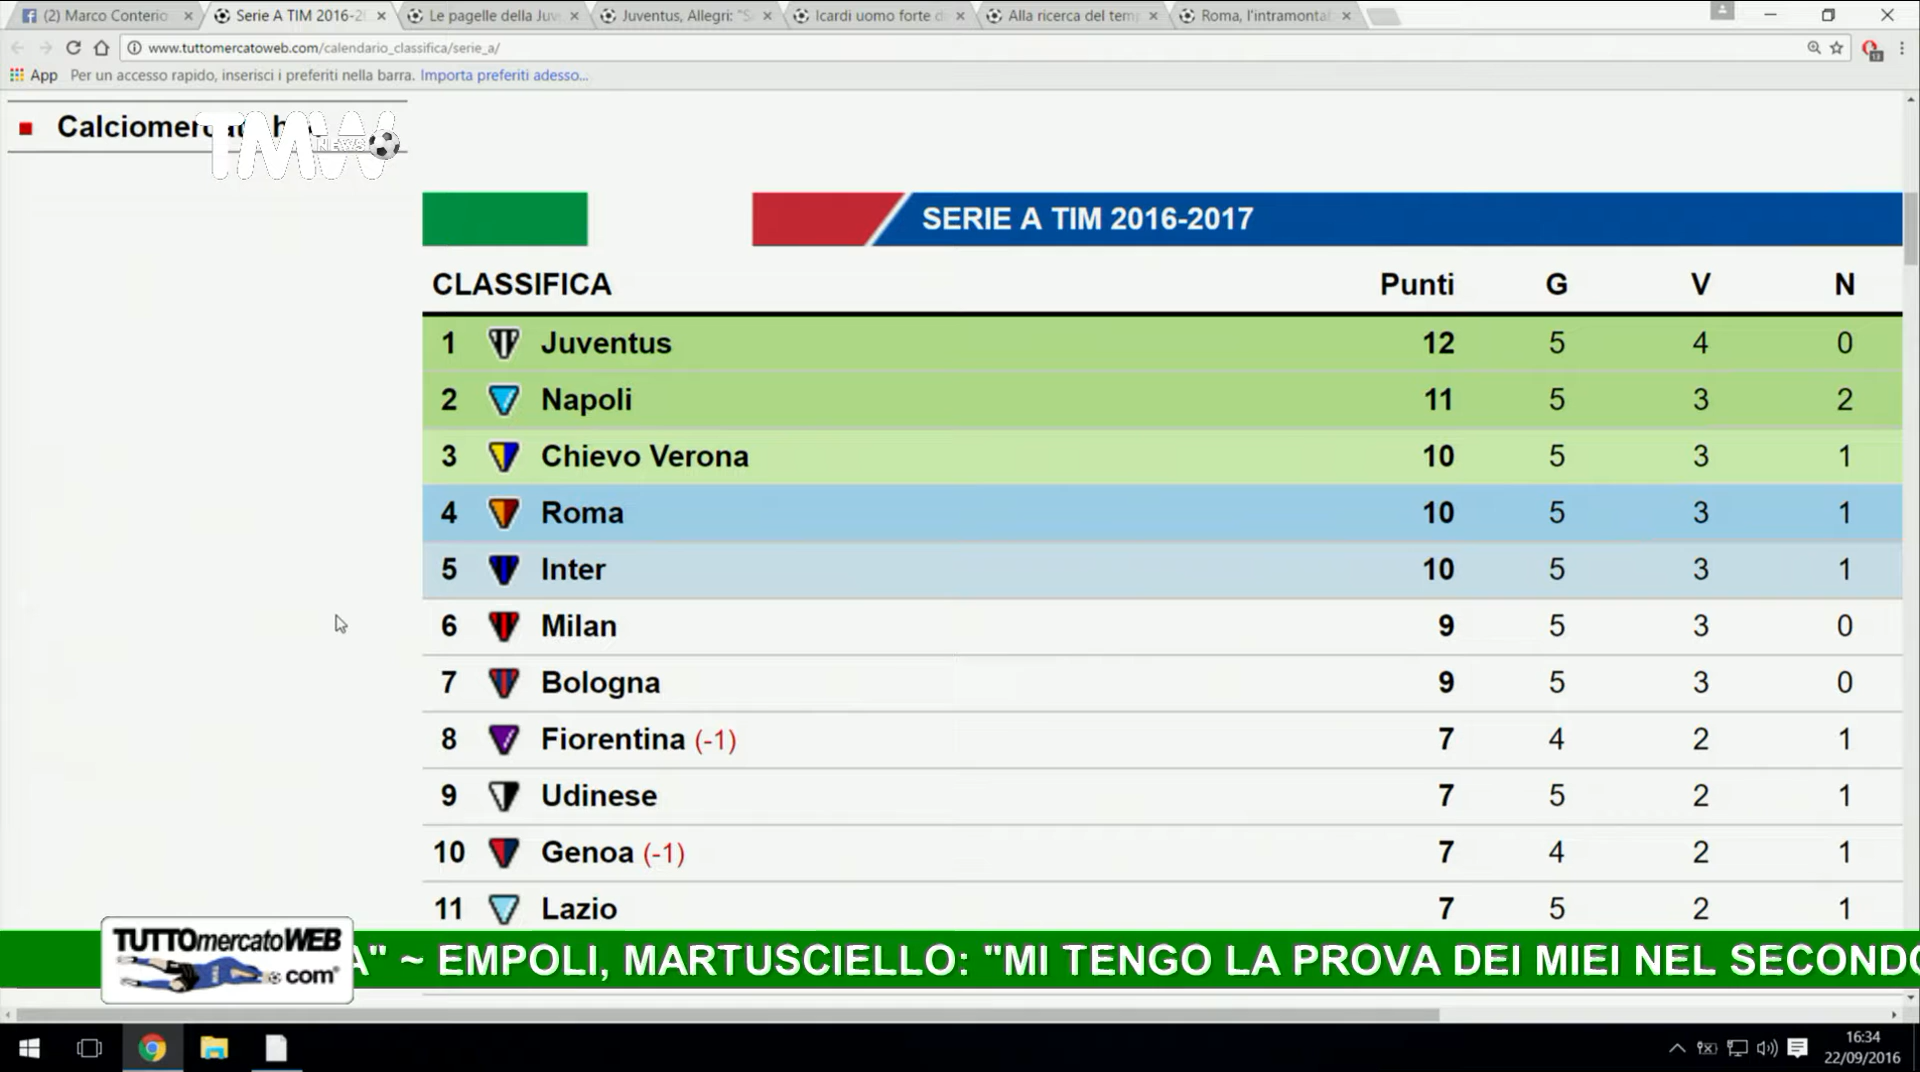 (2) Marco Conterio
Serie A TIM 2016-2
Le pagelle della Juv
Juventus, Allegri: "S
Icardi uomo forte d
Alla ricerca del tem
Roma, l'intramonta
www.tuttomercatoweb.com/calendario_classifica/serie_a/
App Per un accesso rapido, inserisci i preferiti nella barra. Importa preferiti adesso...
TMW NEWS
SERIE A TIM 2016-2017
CLASSIFICA Punti G V N
1 Juventus 12 5 4 0
2 Napoli 11 5 3 2
3 Chievo Verona 10 5 3 1
4 Roma 10 5 3 1
5 Inter 10 5 3 1
6 Milan 9 5 3 0
7 Bologna 9 5 3 0
8 Fiorentina (-1) 7 4 2 1
9 Udinese 7 5 2 1
10 Genoa (-1) 7 4 2 1
11 Lazio 7 5 2 1
TUTTOmercatoWEB
.com®
A" ~ EMPOLI, MARTUSCIELLO: "MI TENGO LA PROVA DEI MIEI NEL SECONDO
16:34
22/09/2016